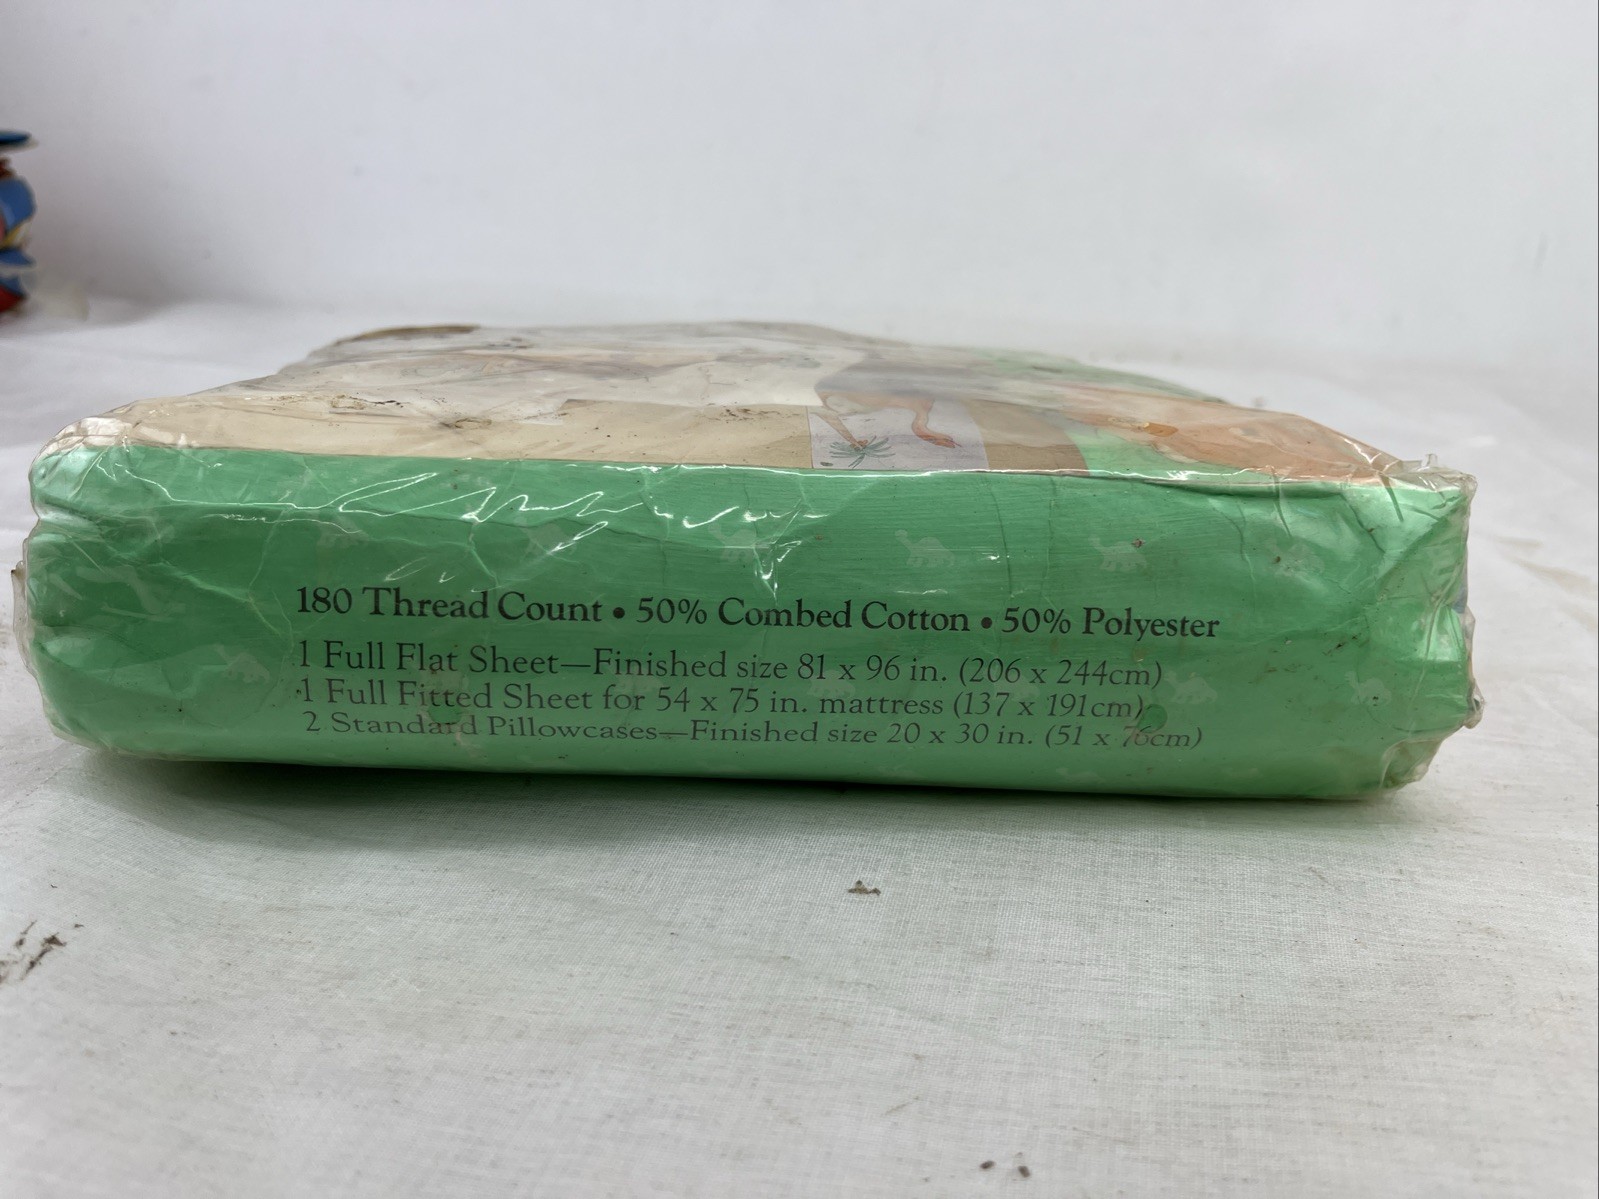 180 Thread Count • 50% Combed Cotton • 50% Polyester
1 Full Flat Sheet—Finished size 81 x 96 in. (206 x 244cm)
1 Full Fitted Sheet for 54 x 75 in. mattress (137 x 191cm)
2 Standard Pillowcases—Finished size 20 x 30 in. (51 x 76cm)